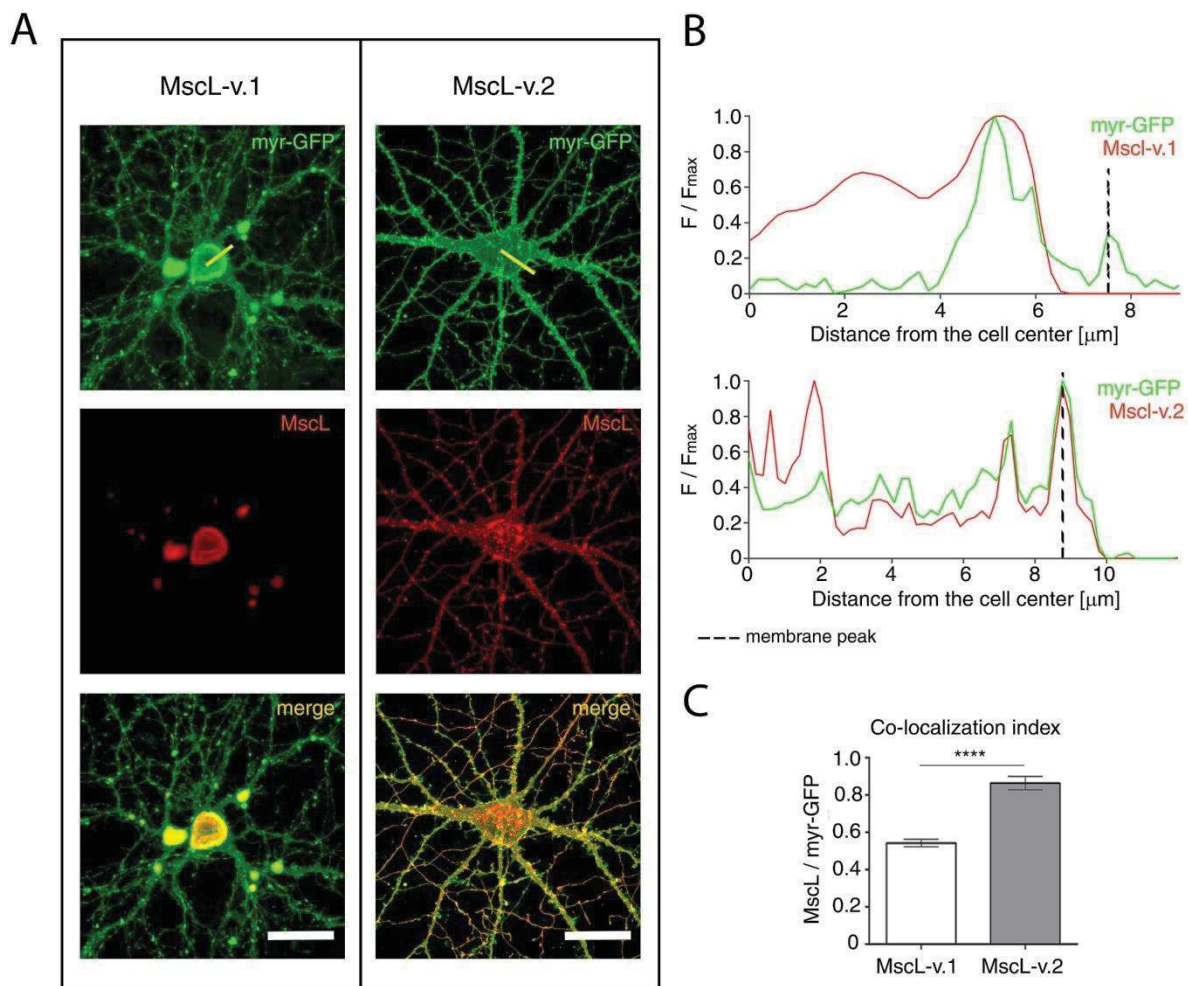 A
MscL-v.1
MscL-v.2
myr-GFP
myr-GFP
MscL
MscL
merge
merge
B
F / Fmax
1.0
0.8
0.6
0.4
0.2
0
myr-GFP
Mscl-v.1
0 2 4 6 8
Distance from the cell center [μm]
F / Fmax
1.0
0.8
0.6
0.4
0.2
0
myr-GFP
Mscl-v.2
0 2 4 6 8 10
Distance from the cell center [μm]
membrane peak
C
Co-localization index
****
MscL / myr-GFP
1.0
0.8
0.6
0.4
0.2
0
MscL-v.1 MscL-v.2